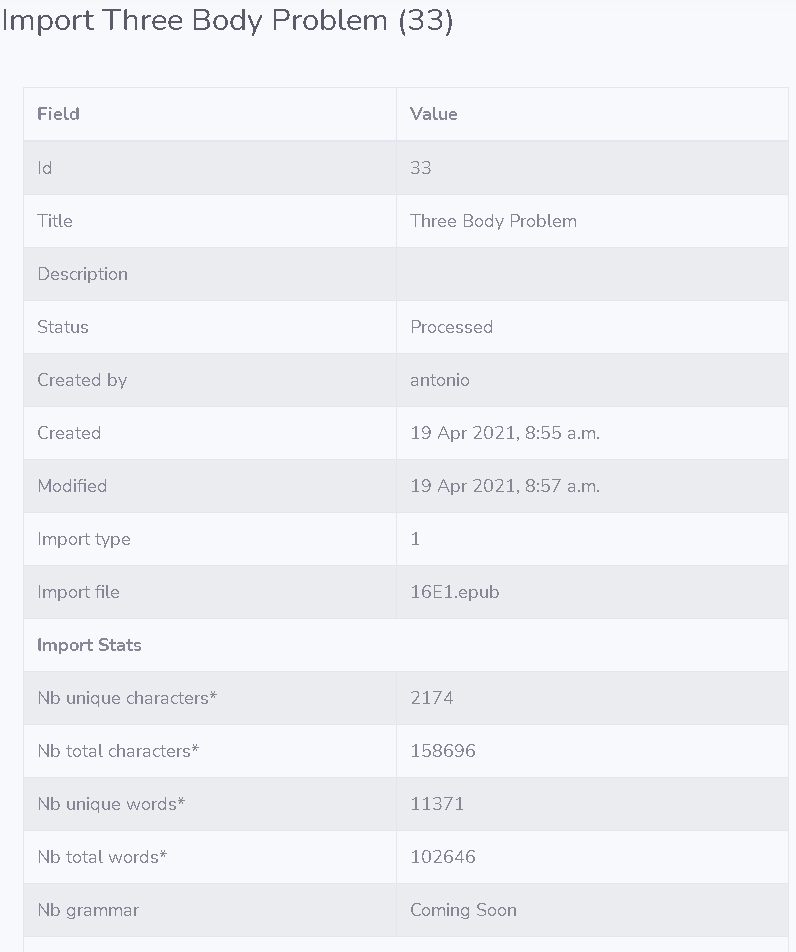 Import Three Body Problem (33)
Field Value
Id 33
Title Three Body Problem
Description
Status Processed
Created by antonio
Created 19 Apr 2021, 8:55 a.m.
Modified 19 Apr 2021, 8:57 a.m.
Import type 1
Import file 16E1.epub
Import Stats
Nb unique characters* 2174
Nb total characters* 158696
Nb unique words* 11371
Nb total words* 102646
Nb grammar Coming Soon